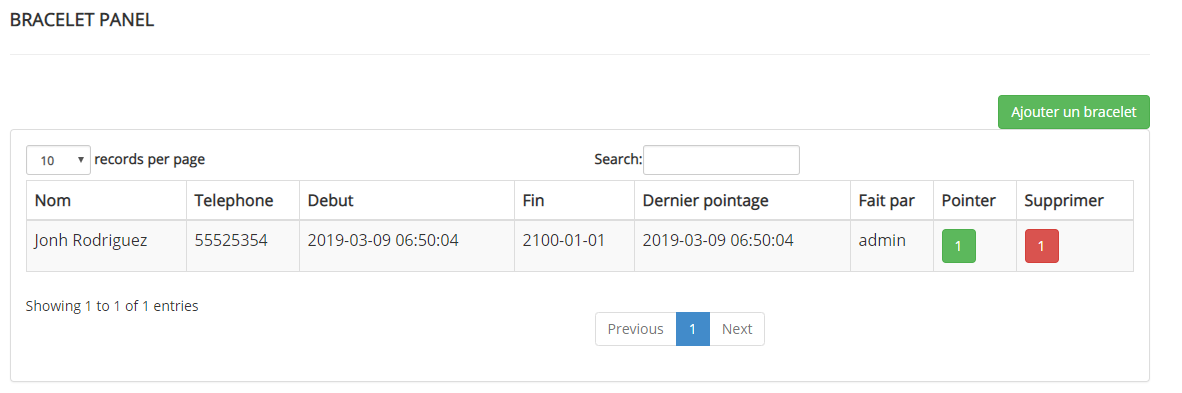 BRACELET PANEL
Ajouter un bracelet
10 records per page Search:
Nom Telephone Debut Fin Dernier pointage Fait par Pointer Supprimer
Jonh Rodriguez 55525354 2019-03-09 06:50:04 2100-01-01 2019-03-09 06:50:04 admin 1 1
Showing 1 to 1 of 1 entries
Previous 1 Next